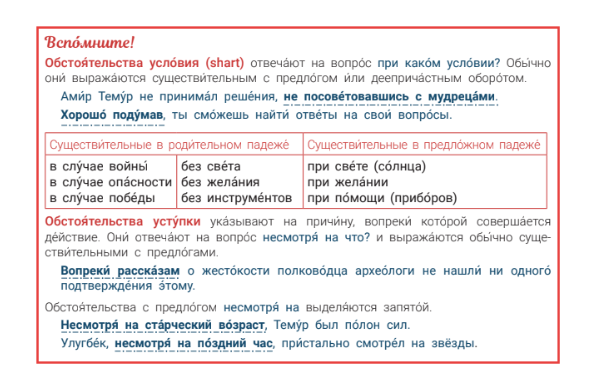 Вспо́мните!
Обстоя́тельства усло́вия (shart) отвеча́ют на вопро́с при како́м усло́вии? Обы́чно
они́ выража́ются существи́тельным с предло́гом и́ли дееприча́стным оборо́том.
Ами́р Тему́р не принима́л реше́ния, не посове́товавшись с мудреца́ми.
Хорошо́ поду́мав, ты смо́жешь найти́ отве́ты на свои́ вопро́сы.
Существи́тельные в роди́тельном падеже́ Существи́тельные в предло́жном падеже́
в слу́чае войны́ без све́та при све́те (со́лнца)
в слу́чае опа́сности без жела́ния при жела́нии
в слу́чае побе́ды без инструме́нтов при по́мощи (прибо́ров)
Обстоя́тельства усту́пки ука́зывают на причи́ну, вопреки́ кото́рой соверша́ется
де́йствие. Они́ отвеча́ют на вопро́с несмотря́ на что? и выража́ются обы́чно суще-
стви́тельными с предло́гами.
Вопреки́ расска́зам о жесто́кости полково́дца архео́логи не нашли́ ни одного́
подтвержде́ния э́тому.
Обстоя́тельства с предло́гом несмотря́ на выделя́ются запято́й.
Несмотря́ на ста́рческий во́зраст, Тему́р был по́лон сил.
Улугбе́к, несмотря́ на по́здний час, при́стально смотре́л на звёзды.